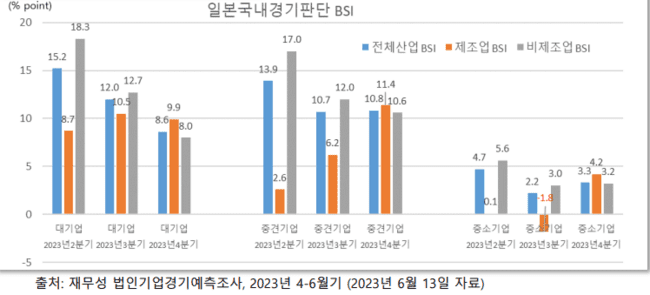 (% point)
일본국내경기판단 BSI
전체산업BSI 제조업BSI 비제조업BSI
20
15
10
5
0
-5
15.2 8.7 18.3
12.0 10.5 12.7
8.6 9.9 8.0
13.9 2.6 17.0
10.7 6.2 12.0
10.8 11.4 10.6
4.7 0.1 5.6
2.2 -1.8 3.0
3.3 4.2 3.2
대기업 대기업 대기업 중견기업 중견기업 중견기업 중소기업 중소기업 중소기업
2023년2분기 2023년3분기 2023년4분기 2023년2분기 2023년3분기 2023년4분기 2023년2분기 2023년3분기 2023년4분기
출처: 재무성 법인기업경기예측조사, 2023년 4-6월기 (2023년 6월 13일 자료)